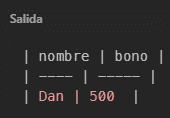 Salida
| nombre | bono |
| ---- | ----- |
| Dan | 500 |